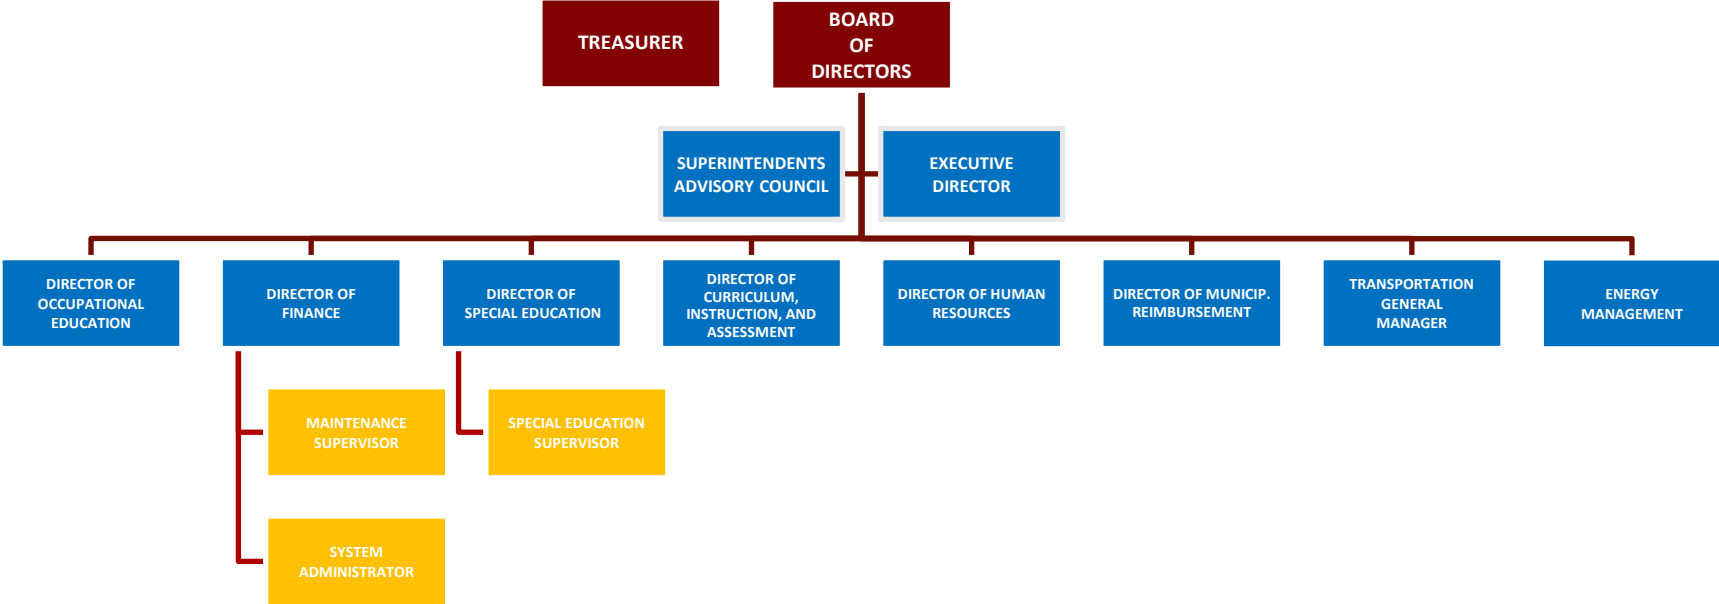 TREASURER
BOARD
OF
DIRECTORS
SUPERINTENDENTS
ADVISORY COUNCIL
EXECUTIVE
DIRECTOR
DIRECTOR OF
OCCUPATIONAL
EDUCATION
DIRECTOR OF
FINANCE
DIRECTOR OF
SPECIAL EDUCATION
DIRECTOR OF
CURRICULUM,
INSTRUCTION, AND
ASSESSMENT
DIRECTOR OF HUMAN
RESOURCES
DIRECTOR OF MUNICIP.
REIMBURSEMENT
TRANSPORTATION
GENERAL
MANAGER
ENERGY
MANAGEMENT
MAINTENANCE
SUPERVISOR
SPECIAL EDUCATION
SUPERVISOR
SYSTEM
ADMINISTRATOR